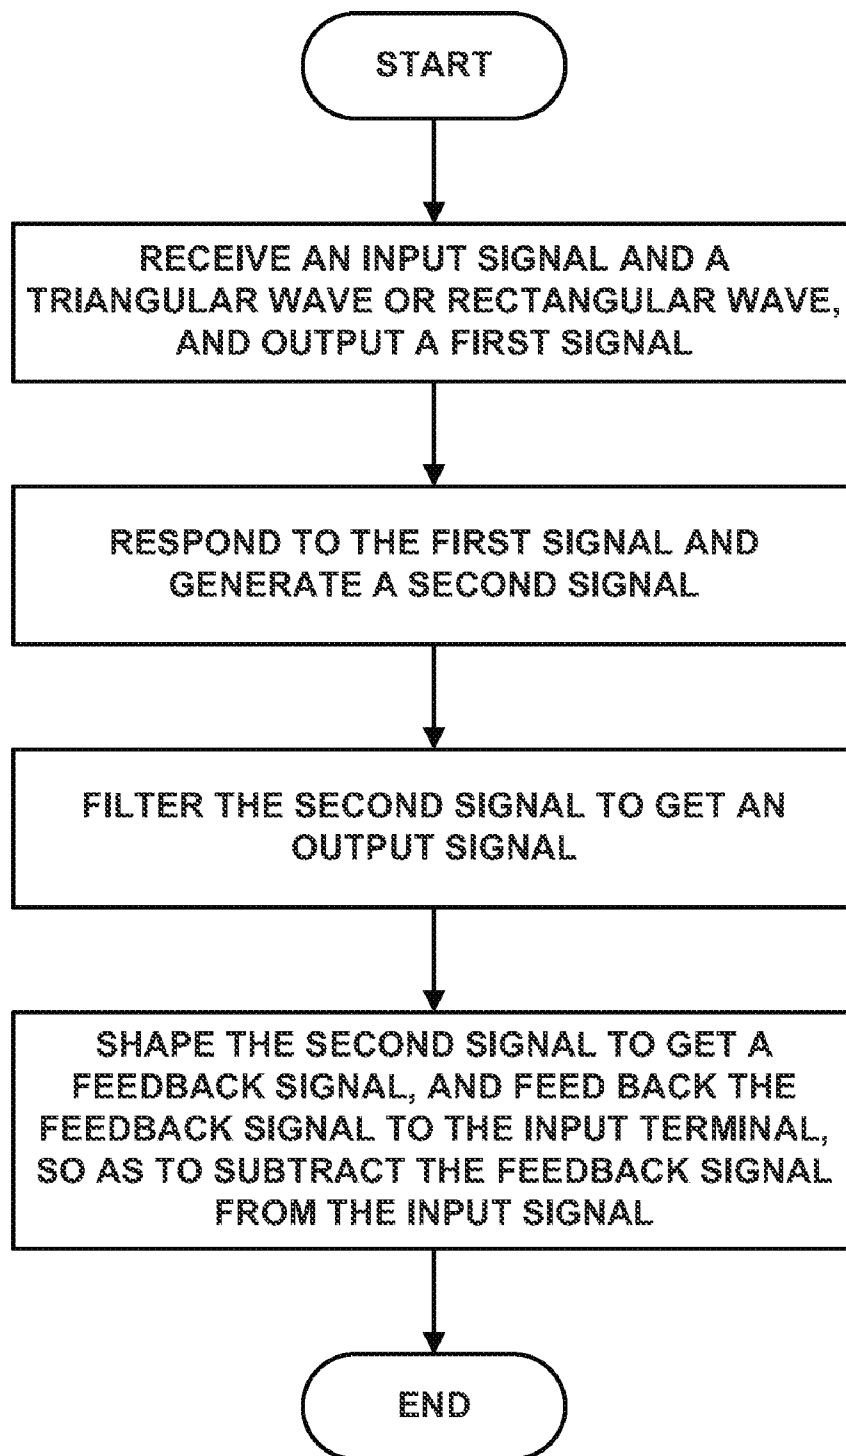 START
RECEIVE AN INPUT SIGNAL AND A
TRIANGULAR WAVE OR RECTANGULAR WAVE,
AND OUTPUT A FIRST SIGNAL
RESPOND TO THE FIRST SIGNAL AND
GENERATE A SECOND SIGNAL
FILTER THE SECOND SIGNAL TO GET AN
OUTPUT SIGNAL
SHAPE THE SECOND SIGNAL TO GET A
FEEDBACK SIGNAL, AND FEED BACK THE
FEEDBACK SIGNAL TO THE INPUT TERMINAL,
SO AS TO SUBTRACT THE FEEDBACK SIGNAL
FROM THE INPUT SIGNAL
END